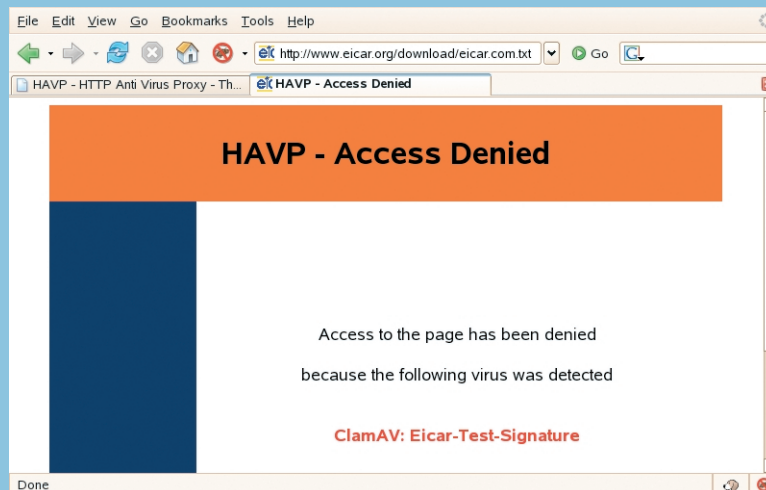 File Edit View Go Bookmarks Tools Help
http://www.eicar.org/download/eicar.com.txt Go
HAVP - HTTP Anti Virus Proxy - Th... HAVP - Access Denied
HAVP - Access Denied
Access to the page has been denied
because the following virus was detected
ClamAV: Eicar-Test-Signature
Done